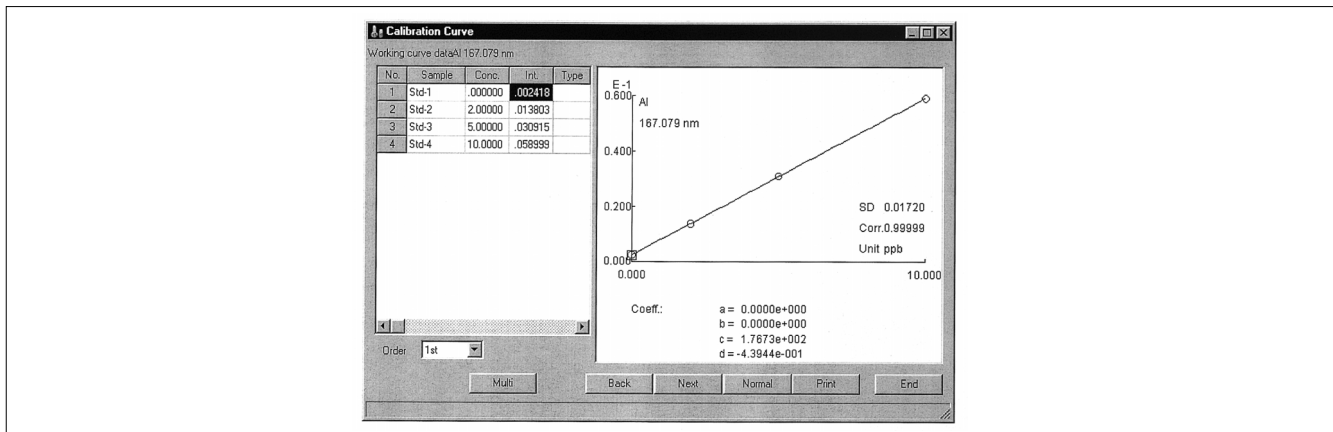 Calibration Curve
Working curve dataAl 167.079 nm
No. Sample Conc. Int. Type
1 Std-1 .000000 .002418
2 Std-2 2.00000 .013803
3 Std-3 5.00000 .030915
4 Std-4 10.0000 .058999
E -1
0.600
Al
167.079 nm
0.400
0.200
SD 0.01720
Corr.0.99999
Unit ppb
0.000
0.000 10.000
Coeff.: a = 0.0000e+000
b = 0.0000e+000
c = 1.7673e+002
d = -4.3944e-001
Order 1st
Multi Back Next Normal Print End